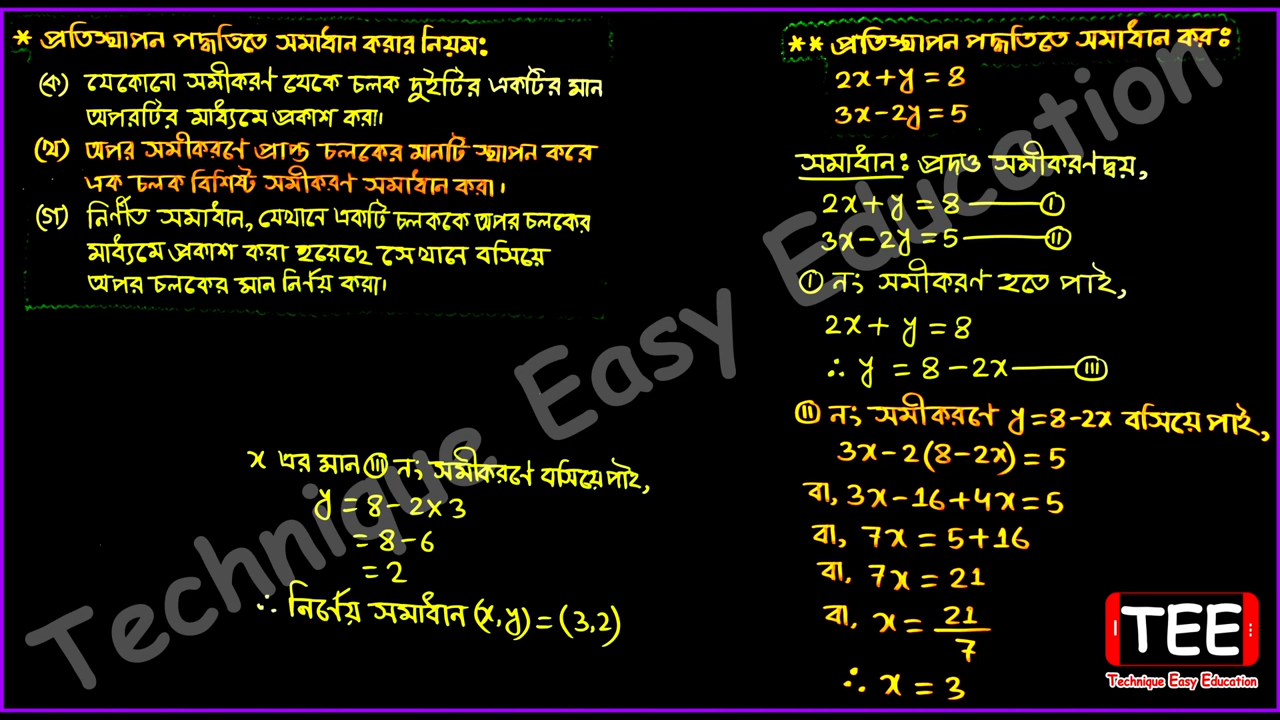 * প্রতিস্থাপন পদ্ধতিতে সমাধান করার নিয়ম:
(ক) যেকোনো সমীকরণ থেকে চলক দুইটির একটির মান
অপরটির মাধ্যমে প্রকাশ করা।
(খ) অপর সমীকরণে প্রাপ্ত চলকের মানটি স্থাপন করে
এক চলক বিশিষ্ট সমীকরণ সমাধান করা।
(গ) নির্ণীত সমাধান, যেখানে একটি চলককে অপর চলকের
মাধ্যমে প্রকাশ করা হয়েছে সেখানে বসিয়ে
অপর চলকের মান নির্ণয় করা।
** প্রতিস্থাপন পদ্ধতিতে সমাধান কর:
2x + y = 8
3x - 2y = 5
সমাধান: প্রদত্ত সমীকরণদ্বয়,
2x + y = 8 — (I)
3x - 2y = 5 — (II)
(I) নং সমীকরণ হতে পাই,
2x + y = 8
∴ y = 8 - 2x — (III)
(II) নং সমীকরণে y = 8 - 2x বসিয়ে পাই,
3x - 2(8 - 2x) = 5
বা, 3x - 16 + 4x = 5
বা, 7x = 5 + 16
বা, 7x = 21
বা, x = 21/7
∴ x = 3
x এর মান (III) নং সমীকরণে বসিয়ে পাই,
y = 8 - 2 × 3
= 8 - 6
= 2
∴ নির্ণেয় সমাধান (x, y) = (3, 2)
Technique Easy Education
TEE
Technique Easy Education